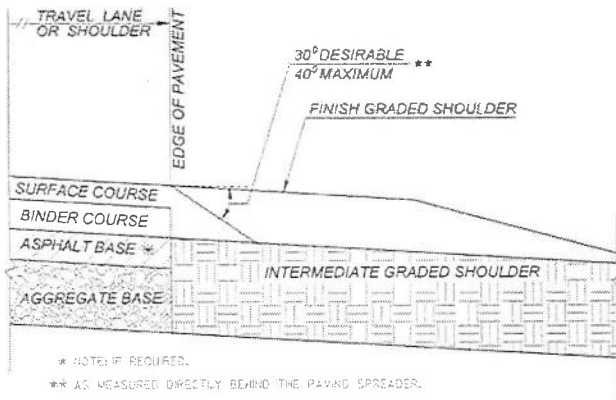 TRAVEL LANE
OR SHOULDER
EDGE OF PAVEMENT
30° DESIRABLE
40° MAXIMUM **
FINISH GRADED SHOULDER
SURFACE COURSE
BINDER COURSE
ASPHALT BASE *
INTERMEDIATE GRADED SHOULDER
AGGREGATE BASE
* NOTE: IF REQUIRED.
** AS MEASURED DIRECTLY BEHIND THE PAVING SPREADER.